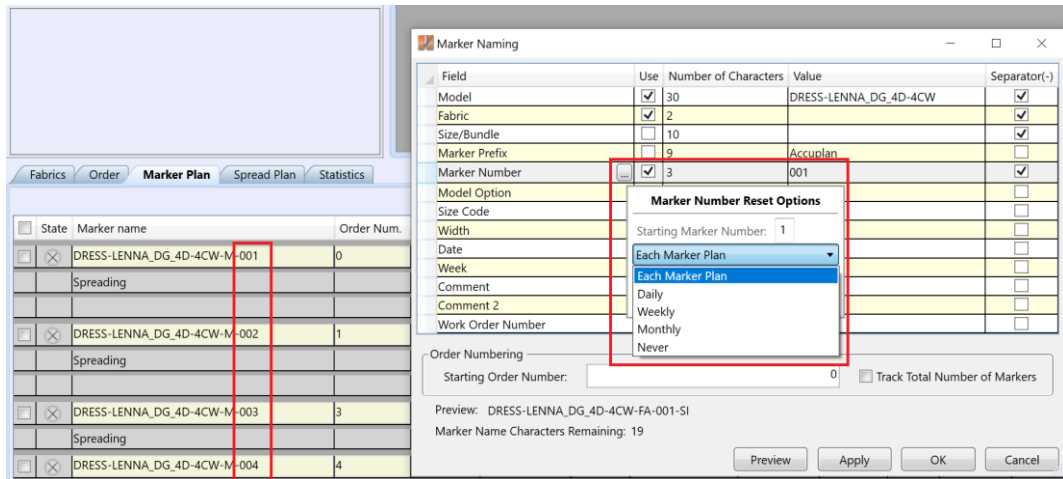 Fabrics Order Marker Plan Spread Plan Statistics
State Marker name Order Num.
DRESS-LENNA_DG_4D-4CW-M-001 0
Spreading
DRESS-LENNA_DG_4D-4CW-M-002 1
Spreading
DRESS-LENNA_DG_4D-4CW-M-003 3
Spreading
DRESS-LENNA_DG_4D-4CW-M-004 4
Marker Naming
Field Use Number of Characters Value Separator(-)
Model 30 DRESS-LENNA_DG_4D-4CW
Fabric 2
Size/Bundle 10
Marker Prefix 9 Accuplan
Marker Number ... 3 001
Model Option
Size Code
Width
Date
Week
Comment
Comment 2
Work Order Number
Marker Number Reset Options
Starting Marker Number: 1
Each Marker Plan
Each Marker Plan
Daily
Weekly
Monthly
Never
Order Numbering
Starting Order Number: 0 Track Total Number of Markers
Preview: DRESS-LENNA_DG_4D-4CW-FA-001-SI
Marker Name Characters Remaining: 19
Preview Apply OK Cancel